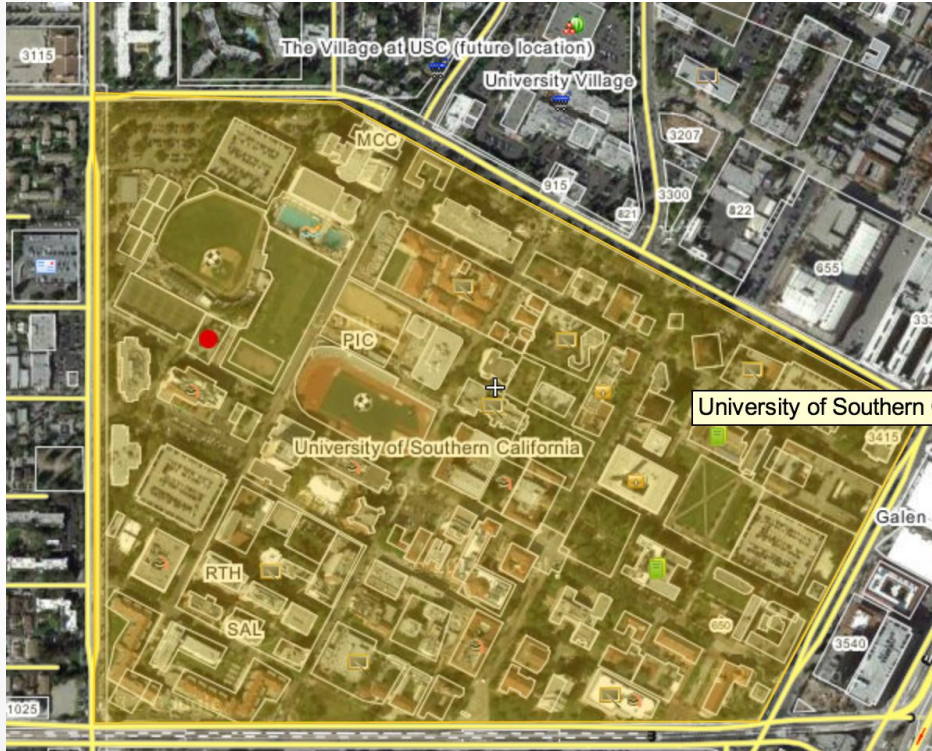 3115
The Village at USC (future location)
University Village
MCC
3207
915
3300
821
822
655
333
PIC
University of Southern
3415
University of Southern California
Galen
RTH
SAL
650
3540
1025